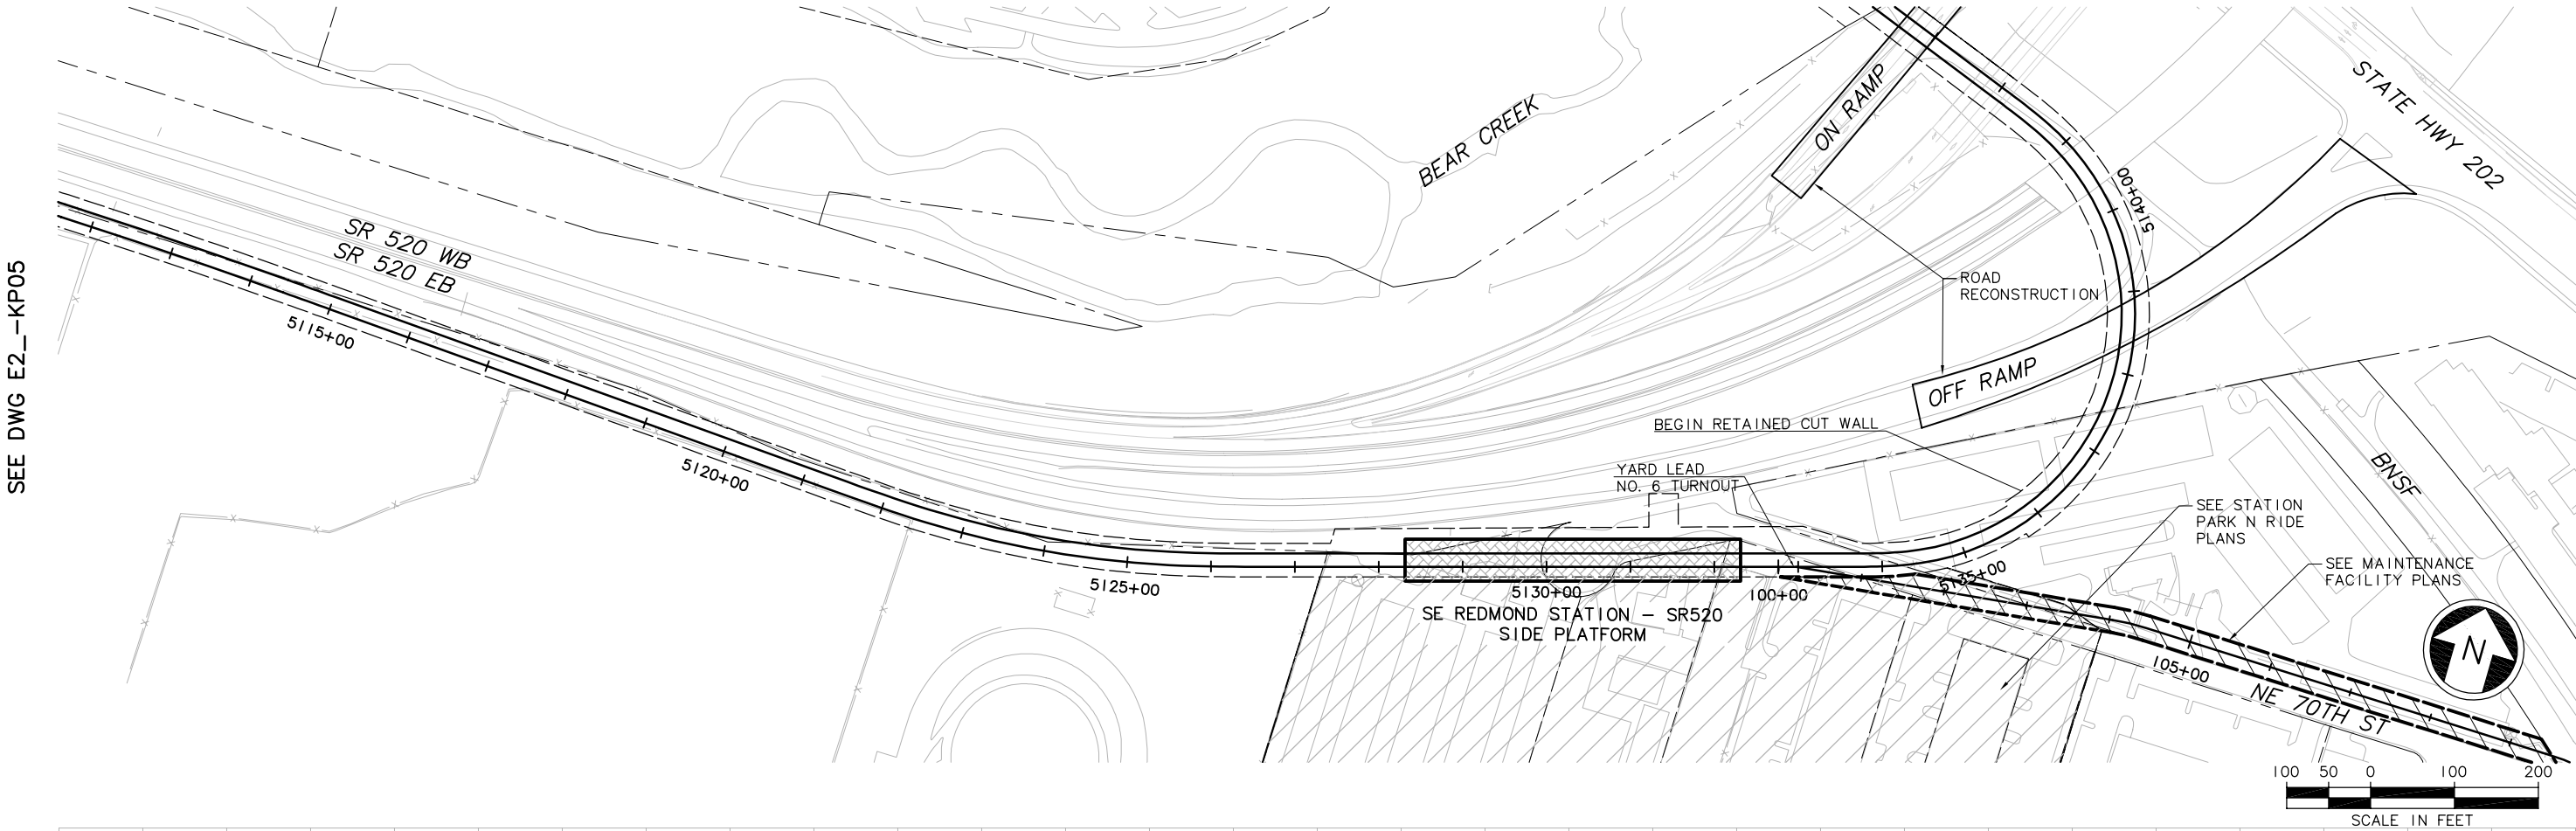 SEE DWG E2_-KP05
SR 520 WB
SR 520 EB
BEAR CREEK
ON RAMP
STATE HWY 202
5140+00
ROAD
RECONSTRUCTION
OFF RAMP
5115+00
BEGIN RETAINED CUT WALL
YARD LEAD
NO. 6 TURNOUT
BNSF
5120+00
SEE STATION
PARK N RIDE
PLANS
SEE MAINTENANCE
FACILITY PLANS
5125+00
5130+00
100+00
5135+00
SE REDMOND STATION - SR520
SIDE PLATFORM
105+00
NE 70TH ST
N
100 50 0 100 200
SCALE IN FEET